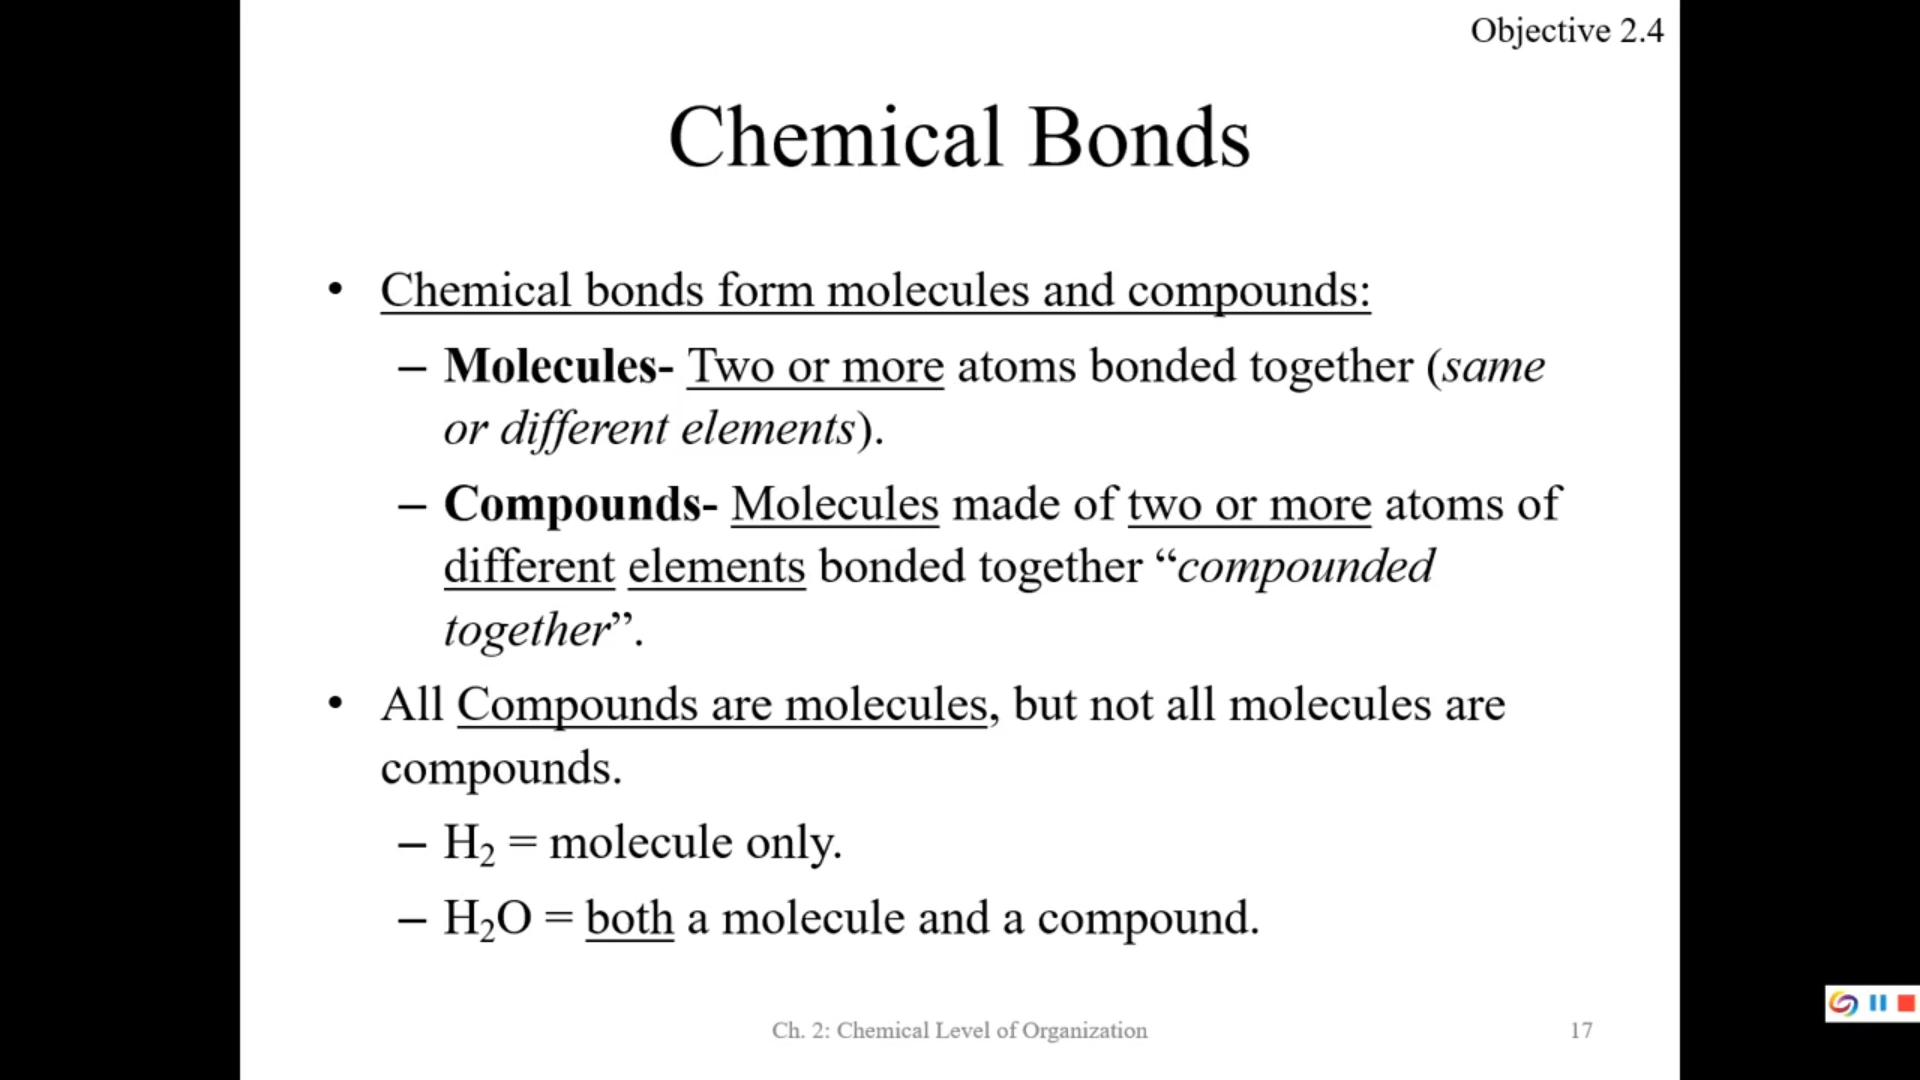 Objective 2.4
Chemical Bonds
• Chemical bonds form molecules and compounds:
– Molecules- Two or more atoms bonded together (same
or different elements).
– Compounds- Molecules made of two or more atoms of
different elements bonded together “compounded
together”.
• All Compounds are molecules, but not all molecules are
compounds.
– H₂ = molecule only.
– H₂O = both a molecule and a compound.
Ch. 2: Chemical Level of Organization
17